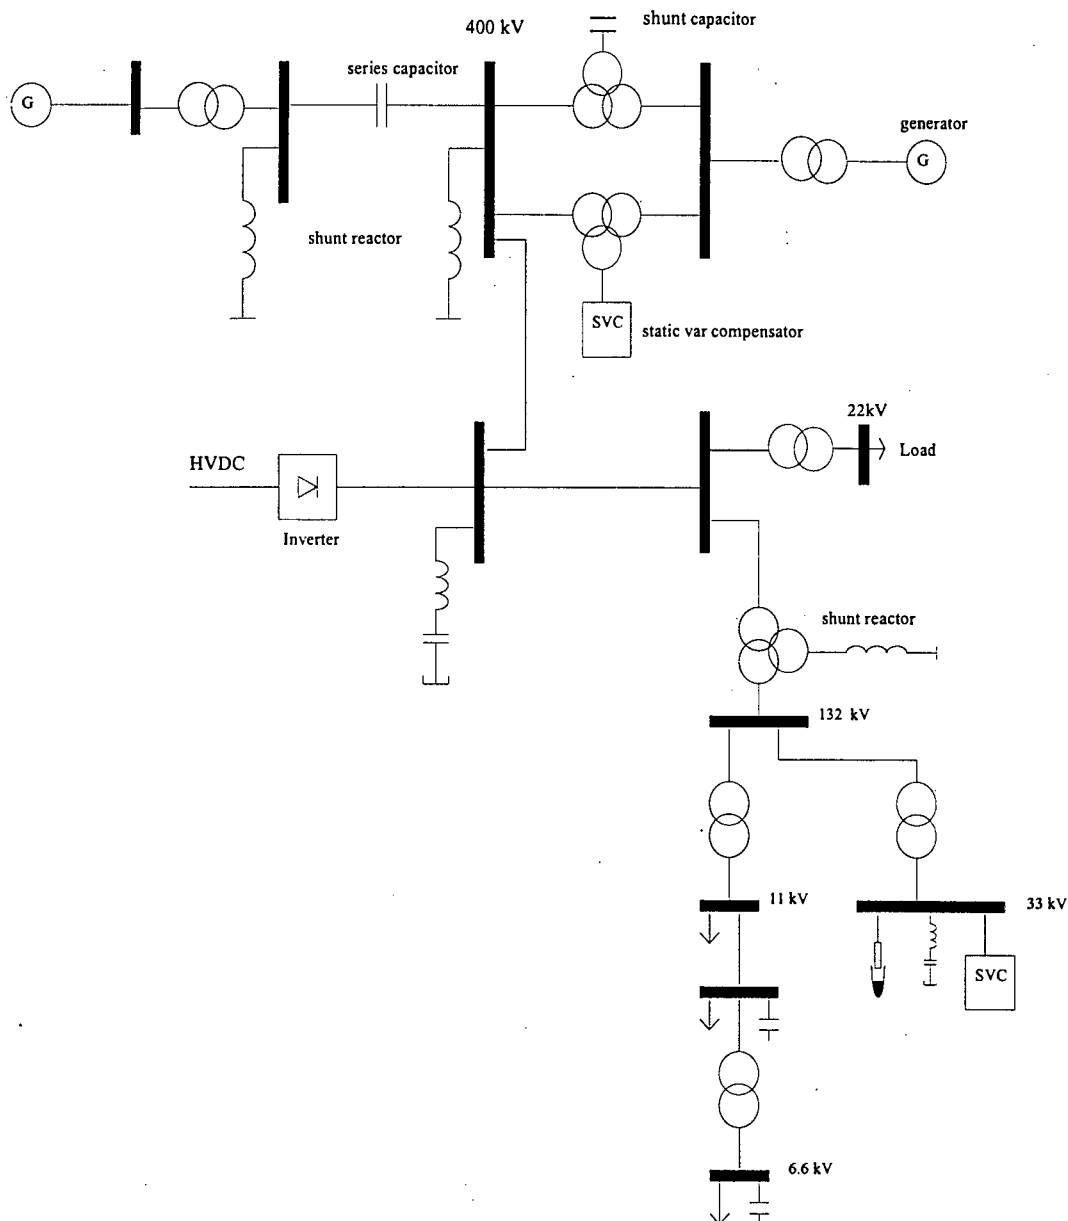 400 kV
shunt capacitor
series capacitor
G
generator
G
shunt reactor
SVC
static var compensator
22kV
Load
HVDC
Inverter
shunt reactor
132 kV
11 kV
33 kV
SVC
6.6 kV